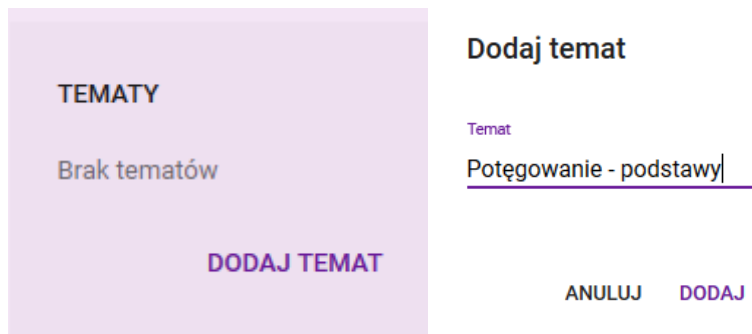 TEMATY
Brak tematów
DODAJ TEMAT
Dodaj temat
Temat
Potęgowanie - podstawy
ANULUJ DODAJ